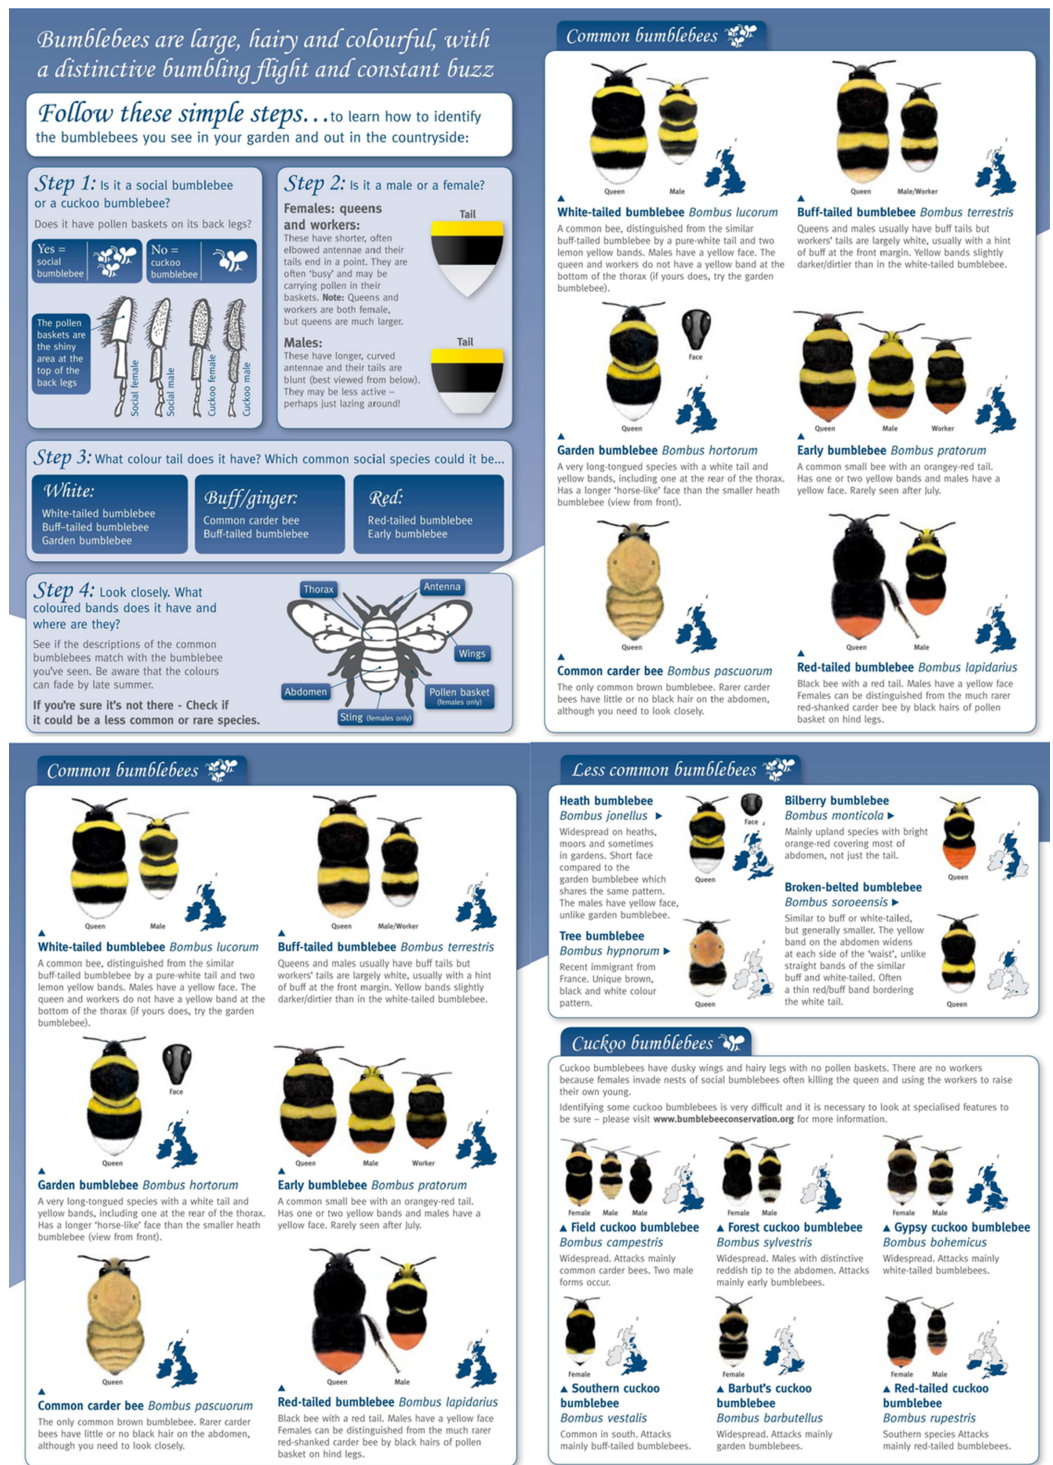 Bumblebees are large, hairy and colourful, with
a distinctive bumbling flight and constant buzz
Follow these simple steps...to learn how to identify
the bumblebees you see in your garden and out in the countryside:
Step 1: Is it a social bumblebee
or a cuckoo bumblebee?
Does it have pollen baskets on its back legs?
Yes =
social
bumblebee
No =
cuckoo
bumblebee
The pollen
baskets are
the shiny
area at the
top of the
back legs
Social female
Social male
Cuckoo female
Cuckoo male
Step 2: Is it a male or a female?
Females: queens
and workers:
These have shorter, often
elbowed antennae and their
tails end in a point. They are
often 'busy' and may be
carrying pollen in their
baskets. Note: Queens and
workers are both female,
but queens are much larger.
Tail
Males:
These have longer, curved
antennae and their tails are
blunt (best viewed from below).
They may be less active –
perhaps just lazing around!
Tail
Step 3: What colour tail does it have? Which common social species could it be...
White:
White-tailed bumblebee
Buff-tailed bumblebee
Garden bumblebee
Buff/ginger:
Common carder bee
Buff-tailed bumblebee
Red:
Red-tailed bumblebee
Early bumblebee
Step 4: Look closely. What
coloured bands does it have and
where are they?
See if the descriptions of the common
bumblebees match with the bumblebee
you've seen. Be aware that the colours
can fade by late summer.
If you're sure it's not there - Check if
it could be a less common or rare species.
Thorax
Antenna
Wings
Abdomen
Pollen basket
(females only)
Sting (females only)
Common bumblebees
Queen
Male
White-tailed bumblebee Bombus lucorum
A common bee, distinguished from the similar
buff-tailed bumblebee by a pure-white tail and two
lemon yellow bands. Males have a yellow face. The
queen and workers do not have a yellow band at the
bottom of the thorax (if yours does, try the garden
bumblebee).
Queen
Male/Worker
Buff-tailed bumblebee Bombus terrestris
Queens and males usually have buff tails but
workers' tails are largely white, usually with a hint
of buff at the front margin. Yellow bands slightly
darker/dirtier than in the white-tailed bumblebee.
Face
Queen
Garden bumblebee Bombus hortorum
A very long-tongued species with a white tail and
yellow bands, including one at the rear of the thorax.
Has a longer 'horse-like' face than the smaller heath
bumblebee (view from front).
Queen
Male
Worker
Early bumblebee Bombus pratorum
A common small bee with an orangey-red tail.
Has one or two yellow bands and males have a
yellow face. Rarely seen after July.
Queen
Common carder bee Bombus pascuorum
The only common brown bumblebee. Rarer carder
bees have little or no black hair on the abdomen,
although you need to look closely.
Queen
Male
Red-tailed bumblebee Bombus lapidarius
Black bee with a red tail. Males have a yellow face
Females can be distinguished from the much rarer
red-shanked carder bee by black hairs of pollen
basket on hind legs.
Common bumblebees
Queen
Male
White-tailed bumblebee Bombus lucorum
A common bee, distinguished from the similar
buff-tailed bumblebee by a pure-white tail and two
lemon yellow bands. Males have a yellow face. The
queen and workers do not have a yellow band at the
bottom of the thorax (if yours does, try the garden
bumblebee).
Queen
Male/Worker
Buff-tailed bumblebee Bombus terrestris
Queens and males usually have buff tails but
workers' tails are largely white, usually with a hint
of buff at the front margin. Yellow bands slightly
darker/dirtier than in the white-tailed bumblebee.
Face
Queen
Garden bumblebee Bombus hortorum
A very long-tongued species with a white tail and
yellow bands, including one at the rear of the thorax.
Has a longer 'horse-like' face than the smaller heath
bumblebee (view from front).
Queen
Male
Worker
Early bumblebee Bombus pratorum
A common small bee with an orangey-red tail.
Has one or two yellow bands and males have a
yellow face. Rarely seen after July.
Queen
Common carder bee Bombus pascuorum
The only common brown bumblebee. Rarer carder
bees have little or no black hair on the abdomen,
although you need to look closely.
Queen
Male
Red-tailed bumblebee Bombus lapidarius
Black bee with a red tail. Males have a yellow face
Females can be distinguished from the much rarer
red-shanked carder bee by black hairs of pollen
basket on hind legs.
Less common bumblebees
Heath bumblebee
Bombus jonellus
Widespread on heaths,
moors and sometimes
in gardens. Short face
compared to the
garden bumblebee which
shares the same pattern.
The males have yellow face,
unlike garden bumblebee.
Face
Queen
Tree bumblebee
Bombus hypnorum
Recent immigrant from
France. Unique brown,
black and white colour
pattern.
Queen
Bilberry bumblebee
Bombus monticola
Mainly upland species with bright
orange-red covering most of
abdomen, not just the tail.
Queen
Broken-belted bumblebee
Bombus soroeensis
Similar to buff or white-tailed,
but generally smaller. The yellow
band on the abdomen widens
at each side of the 'waist', unlike
straight bands of the similar
buff and white-tailed. Often
a thin red/buff band bordering
the white tail.
Queen
Cuckoo bumblebees
Cuckoo bumblebees have dusky wings and hairy legs with no pollen baskets. There are no workers
because females invade nests of social bumblebees often killing the queen and using the workers to raise
their own young.
Identifying some cuckoo bumblebees is very difficult and it is necessary to look at specialised features to
be sure – please visit www.bumblebeeconservation.org for more information.
Female
Male
Male
Field cuckoo bumblebee
Bombus campestris
Widespread. Attacks mainly
common carder bees. Two male
forms occur.
Female
Male
Forest cuckoo bumblebee
Bombus sylvestris
Widespread. Males with distinctive
reddish tip to the abdomen. Attacks
mainly early bumblebees.
Female
Male
Gypsy cuckoo bumblebee
Bombus bohemicus
Widespread. Attacks mainly
white-tailed bumblebees.
Female
Southern cuckoo
bumblebee
Bombus vestalis
Common in south. Attacks
mainly buff-tailed bumblebees.
Female
Barbut's cuckoo
bumblebee
Bombus barbutellus
Widespread. Attacks mainly
garden bumblebees.
Female
Male
Red-tailed cuckoo
bumblebee
Bombus rupestris
Southern species Attacks
mainly red-tailed bumblebees.